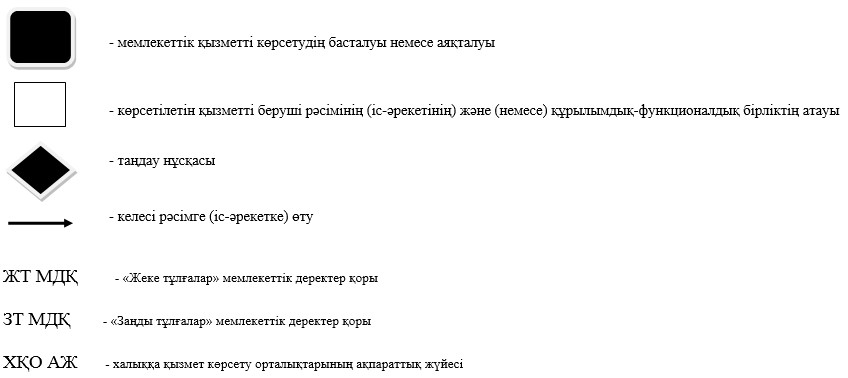 - мемлекеттік қызметті көрсетудің басталуы немесе аяқталуы
- көрсетілетін қызметті беруші рәсімінің (іс-әрекетінің) және (немесе) құрылымдық-функционалдық бірліктің атауы
- таңдау нұсқасы
- келесі рәсімге (іс-әрекетке) өту
ЖТ МДҚ - «Жеке тұлғалар» мемлекеттік деректер қоры
ЗТ МДҚ - «Заңды тұлғалар» мемлекеттік деректер қоры
ХҚО АЖ - халыққа қызмет көрсету орталықтарының ақпараттық жүйесі